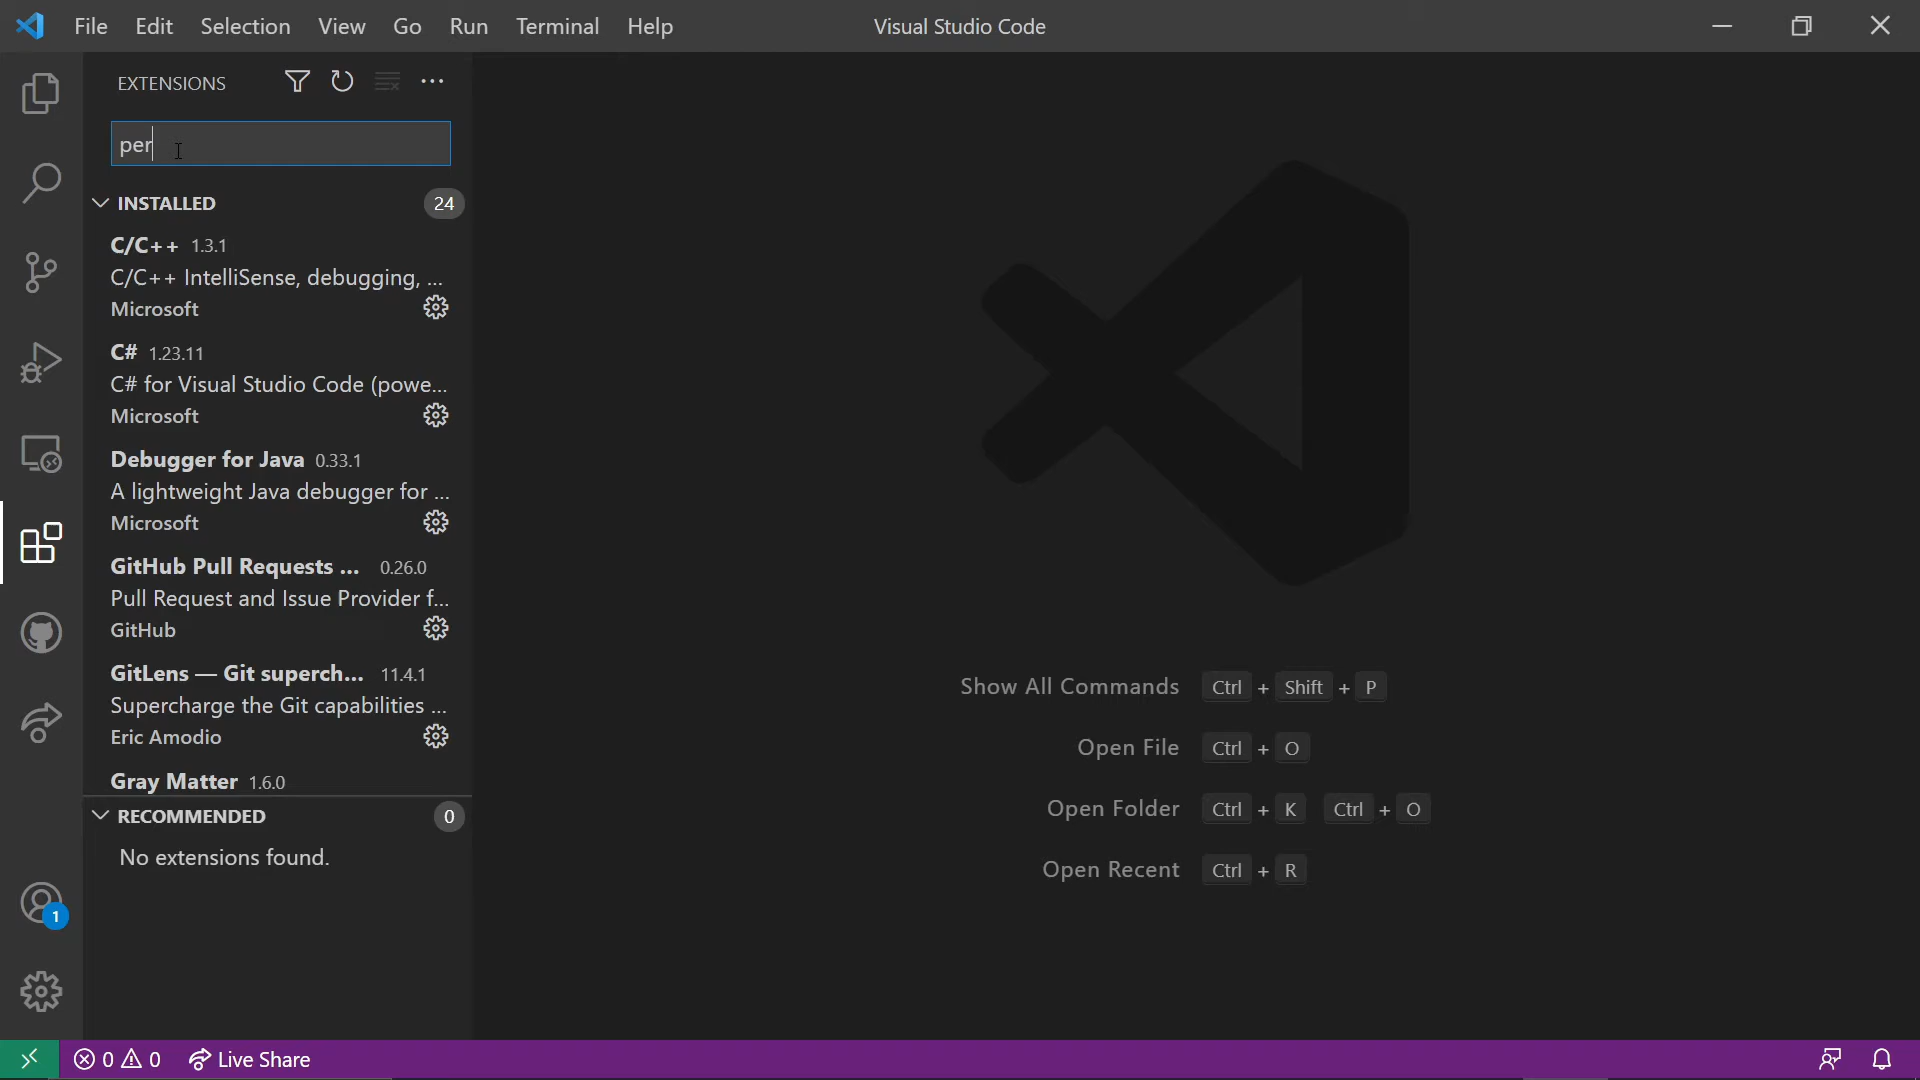 File Edit Selection View Go Run Terminal Help
Visual Studio Code
EXTENSIONS
per
INSTALLED 24
C/C++ 1.3.1
C/C++ IntelliSense, debugging, ...
Microsoft
C# 1.23.11
C# for Visual Studio Code (powe...
Microsoft
Debugger for Java 0.33.1
A lightweight Java debugger for ...
Microsoft
GitHub Pull Requests ... 0.26.0
Pull Request and Issue Provider f...
GitHub
GitLens — Git superch... 11.4.1
Supercharge the Git capabilities ...
Eric Amodio
Gray Matter 1.6.0
RECOMMENDED 0
No extensions found.
Show All Commands Ctrl + Shift + P
Open File Ctrl + O
Open Folder Ctrl + K Ctrl + O
Open Recent Ctrl + R
1
0 0 Live Share